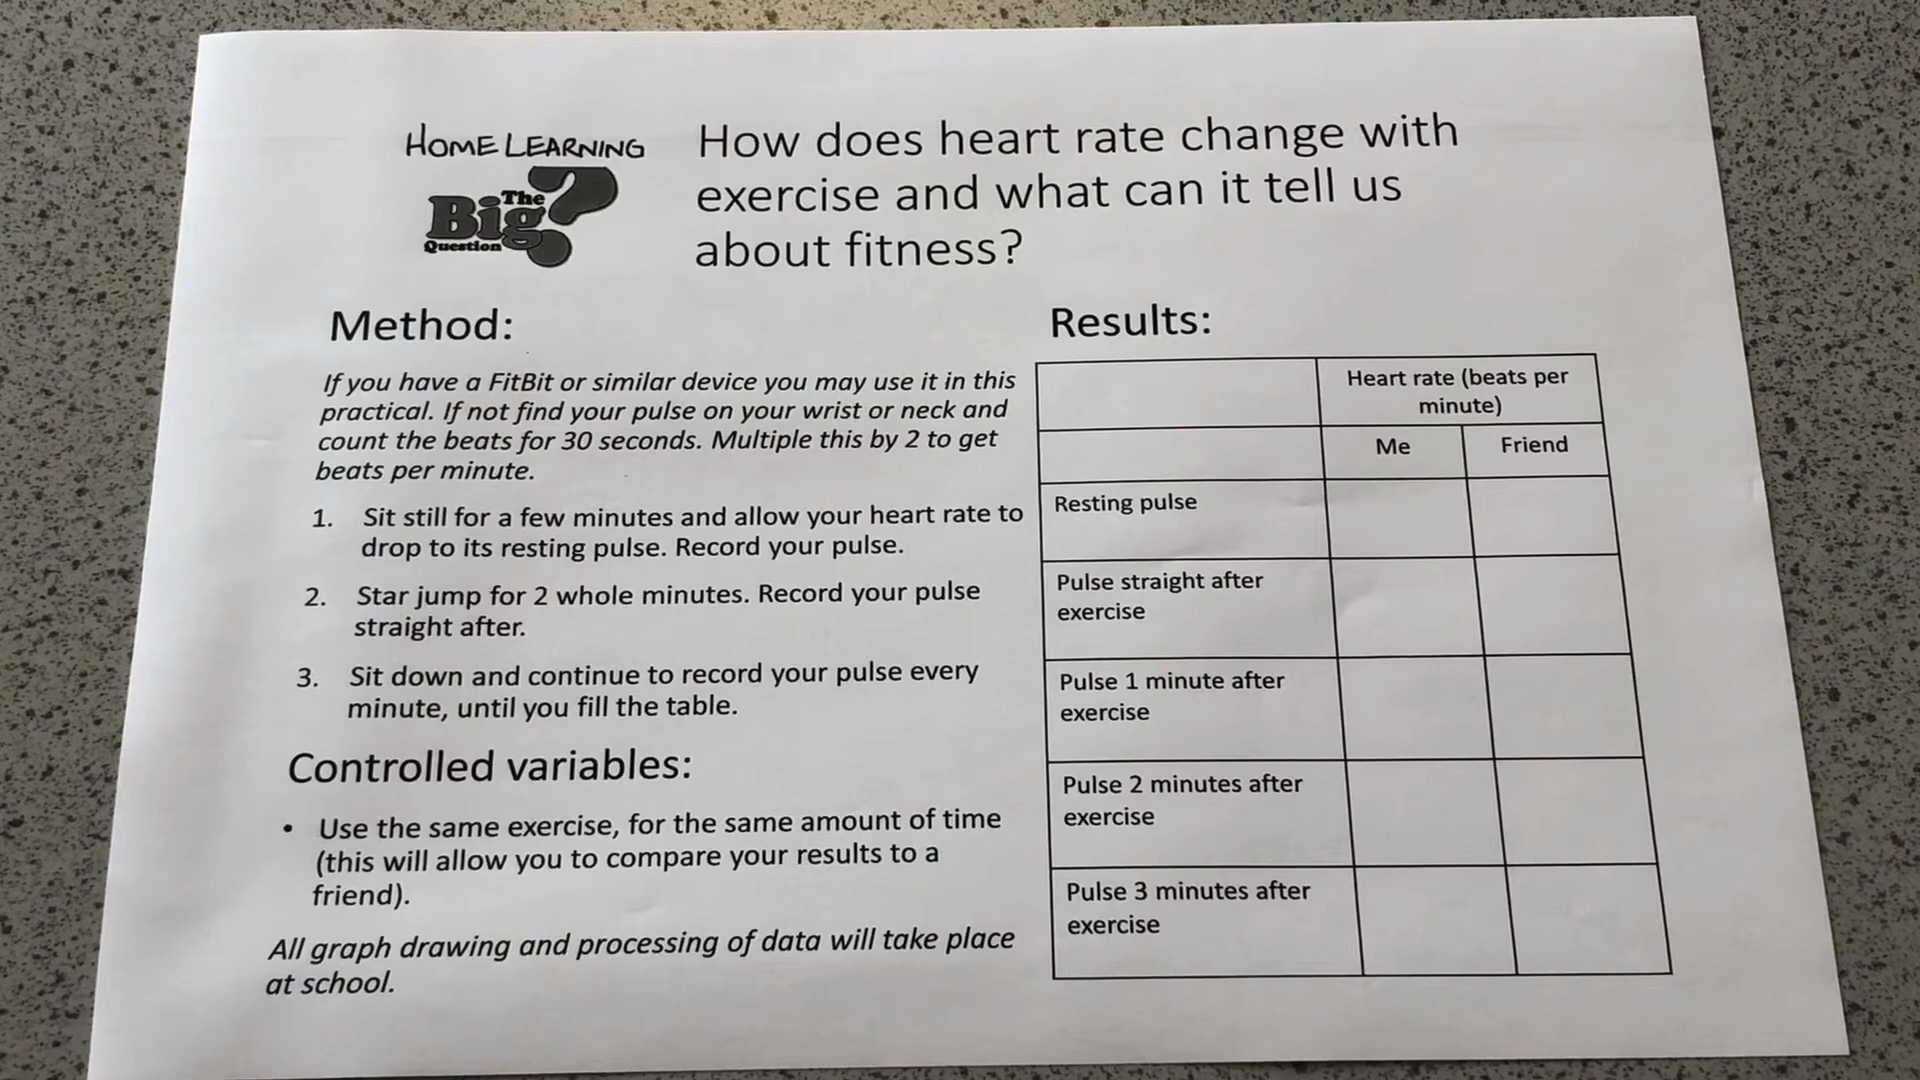 HOME LEARNING
The
Big
Question
How does heart rate change with
exercise and what can it tell us
about fitness?
Method:
If you have a FitBit or similar device you may use it in this
practical. If not find your pulse on your wrist or neck and
count the beats for 30 seconds. Multiple this by 2 to get
beats per minute.
1. Sit still for a few minutes and allow your heart rate to
drop to its resting pulse. Record your pulse.
2. Star jump for 2 whole minutes. Record your pulse
straight after.
3. Sit down and continue to record your pulse every
minute, until you fill the table.
Controlled variables:
• Use the same exercise, for the same amount of time
(this will allow you to compare your results to a
friend).
All graph drawing and processing of data will take place
at school.
Results:
Heart rate (beats per
minute)
Me Friend
Resting pulse
Pulse straight after
exercise
Pulse 1 minute after
exercise
Pulse 2 minutes after
exercise
Pulse 3 minutes after
exercise